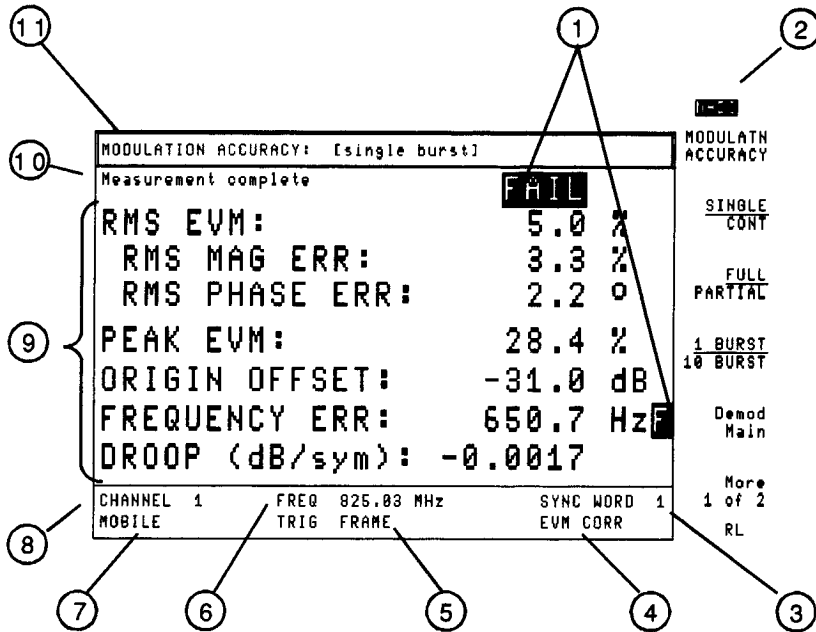 11
1
2
MODULATN
ACCURACY
MODULATION ACCURACY: [single burst]
10
Measurement complete
FAIL
RMS EVM: 5.0 %
RMS MAG ERR: 3.3 %
RMS PHASE ERR: 2.2 °
PEAK EVM: 28.4 %
ORIGIN OFFSET: -31.0 dB
FREQUENCY ERR: 650.7 Hz F
DROOP (dB/sym): -0.0017
9
SINGLE
CONT
FULL
PARTIAL
1 BURST
10 BURST
Demod
Main
More
1 of 2
RL
CHANNEL 1 FREQ 825.03 MHz SYNC WORD 1
MOBILE TRIG FRAME EVM CORR
8
7
6
5
4
3